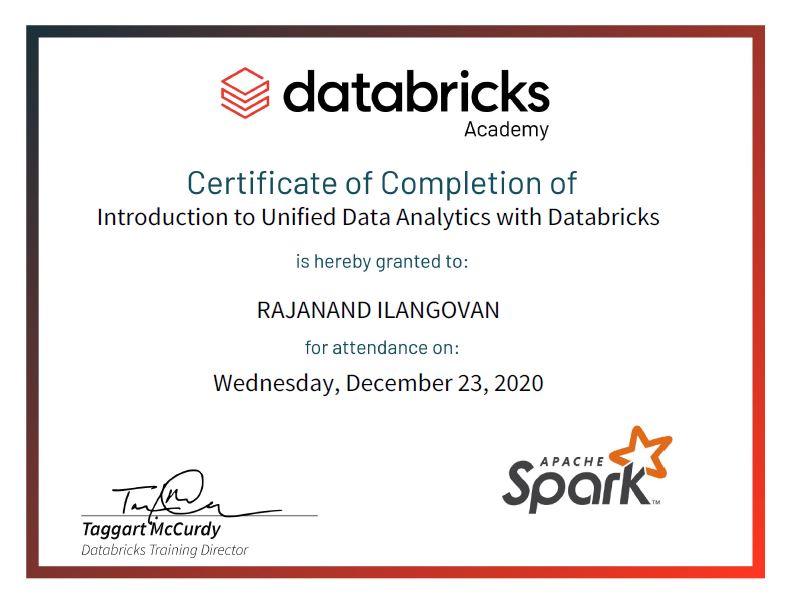 databricks
Academy
Certificate of Completion of
Introduction to Unified Data Analytics with Databricks
is hereby granted to:
RAJANAND ILANGOVAN
for attendance on:
Wednesday, December 23, 2020
APACHE
Spark™
Taggart McCurdy
Databricks Training Director